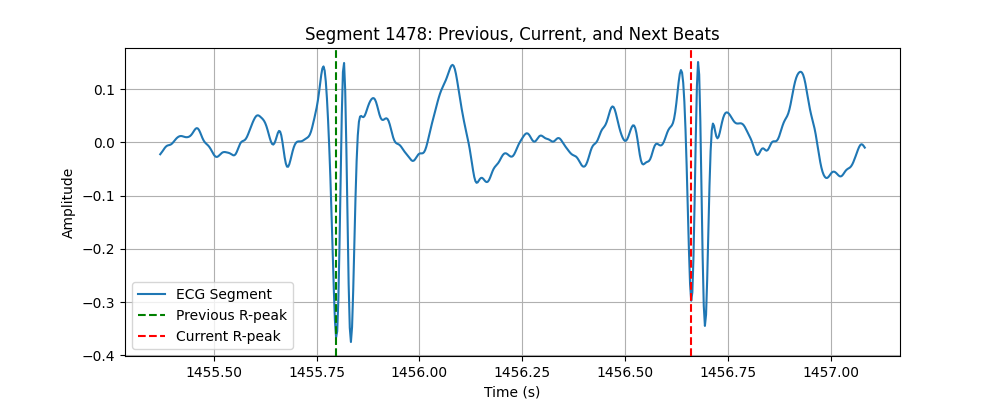 Segment 1478: Previous, Current, and Next Beats
0.1
0.0
−0.1
−0.2
−0.3
−0.4
Amplitude
ECG Segment
Previous R-peak
Current R-peak
1455.50 1455.75 1456.00 1456.25 1456.50 1456.75 1457.00
Time (s)